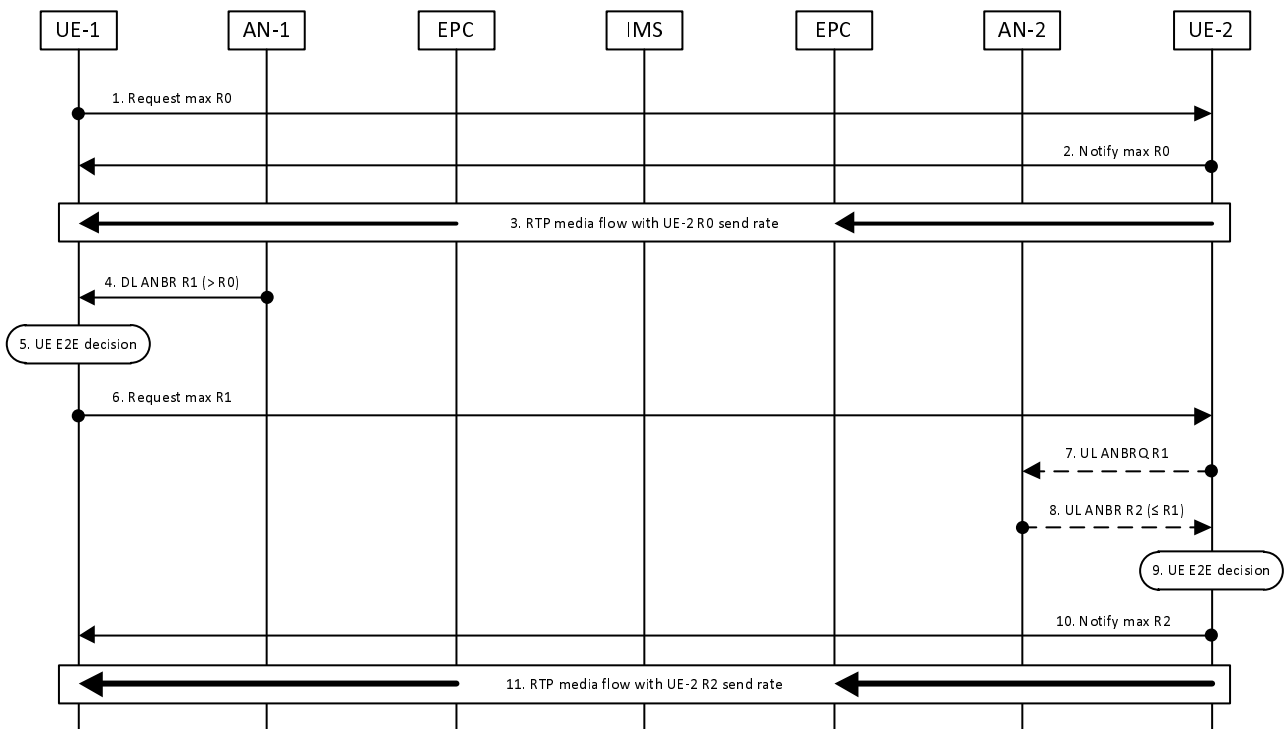 UE-1
AN-1
EPC
IMS
EPC
AN-2
UE-2
1. Request max R0
2. Notify max R0
3. RTP media flow with UE-2 R0 send rate
4. DL ANBR R1 (> R0)
5. UE E2E decision
6. Request max R1
7. UL ANBRQ R1
8. UL ANBR R2 (≤ R1)
9. UE E2E decision
10. Notify max R2
11. RTP media flow with UE-2 R2 send rate